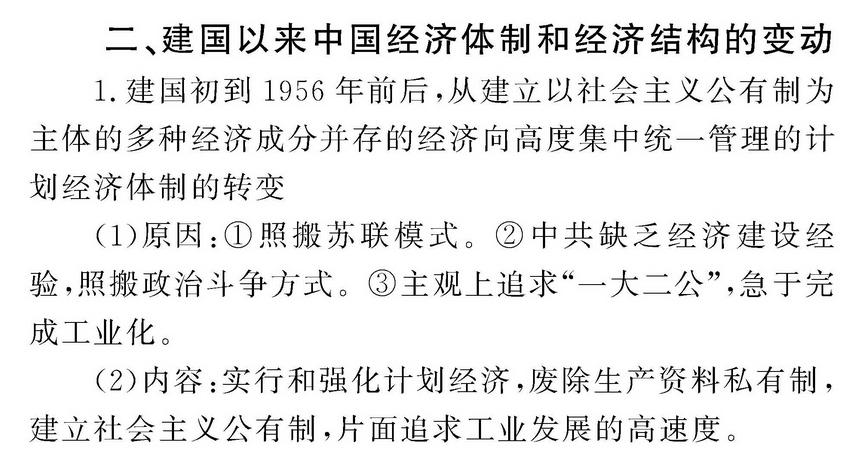 二、建国以来中国经济体制和经济结构的变动
1. 建国初到 1956 年前后,从建立以社会主义公有制为
主体的多种经济成分并存的经济向高度集中统一管理的计
划经济体制的转变
(1)原因:①照搬苏联模式。②中共缺乏经济建设经
验,照搬政治斗争方式。③主观上追求“一大二公”,急于完
成工业化。
(2)内容:实行和强化计划经济,废除生产资料私有制,
建立社会主义公有制,片面追求工业发展的高速度。